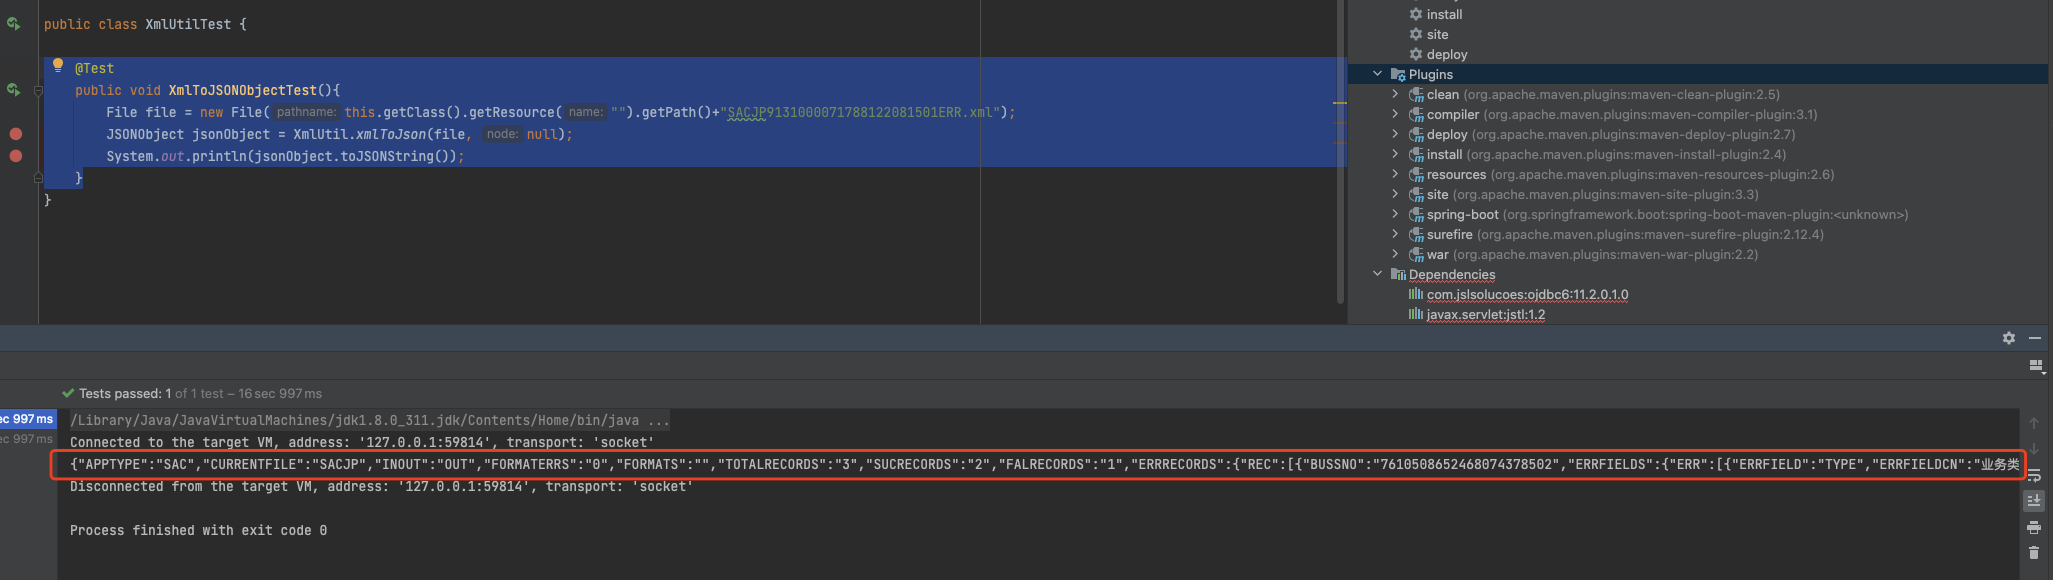 public class XmlUtilTest {
@Test
public void XmlToJSONObjectTest(){
File file = new File( pathname: this.getClass().getResource( name: "").getPath()+"SACJP9131000071788122081501ERR.xml");
JSONObject jsonObject = XmlUtil.xmlToJson(file, node: null);
System.out.println(jsonObject.toJSONString());
}
}
install
site
deploy
Plugins
clean (org.apache.maven.plugins:maven-clean-plugin:2.5)
compiler (org.apache.maven.plugins:maven-compiler-plugin:3.1)
deploy (org.apache.maven.plugins:maven-deploy-plugin:2.7)
install (org.apache.maven.plugins:maven-install-plugin:2.4)
resources (org.apache.maven.plugins:maven-resources-plugin:2.6)
site (org.apache.maven.plugins:maven-site-plugin:3.3)
spring-boot (org.springframework.boot:spring-boot-maven-plugin:<unknown>)
surefire (org.apache.maven.plugins:maven-surefire-plugin:2.12.4)
war (org.apache.maven.plugins:maven-war-plugin:2.2)
Dependencies
com.jslsolucoes:ojdbc6:11.2.0.1.0
javax.servlet:jstl:1.2
Tests passed: 1 of 1 test – 16 sec 997 ms
ec 997 ms
ec 997 ms
/Library/Java/JavaVirtualMachines/jdk1.8.0_311.jdk/Contents/Home/bin/java ...
Connected to the target VM, address: '127.0.0.1:59814', transport: 'socket'
{"APPTYPE":"SAC","CURRENTFILE":"SACJP","INOUT":"OUT","FORMATERRS":"0","FORMATS":"","TOTALRECORDS":"3","SUCRECORDS":"2","FALRECORDS":"1","ERRRECORDS":{"REC":[{"BUSSNO":"7610508652468074378502","ERRFIELDS":{"ERR":[{"ERRFIELD":"TYPE","ERRFIELDCN":"业务类
Disconnected from the target VM, address: '127.0.0.1:59814', transport: 'socket'
Process finished with exit code 0